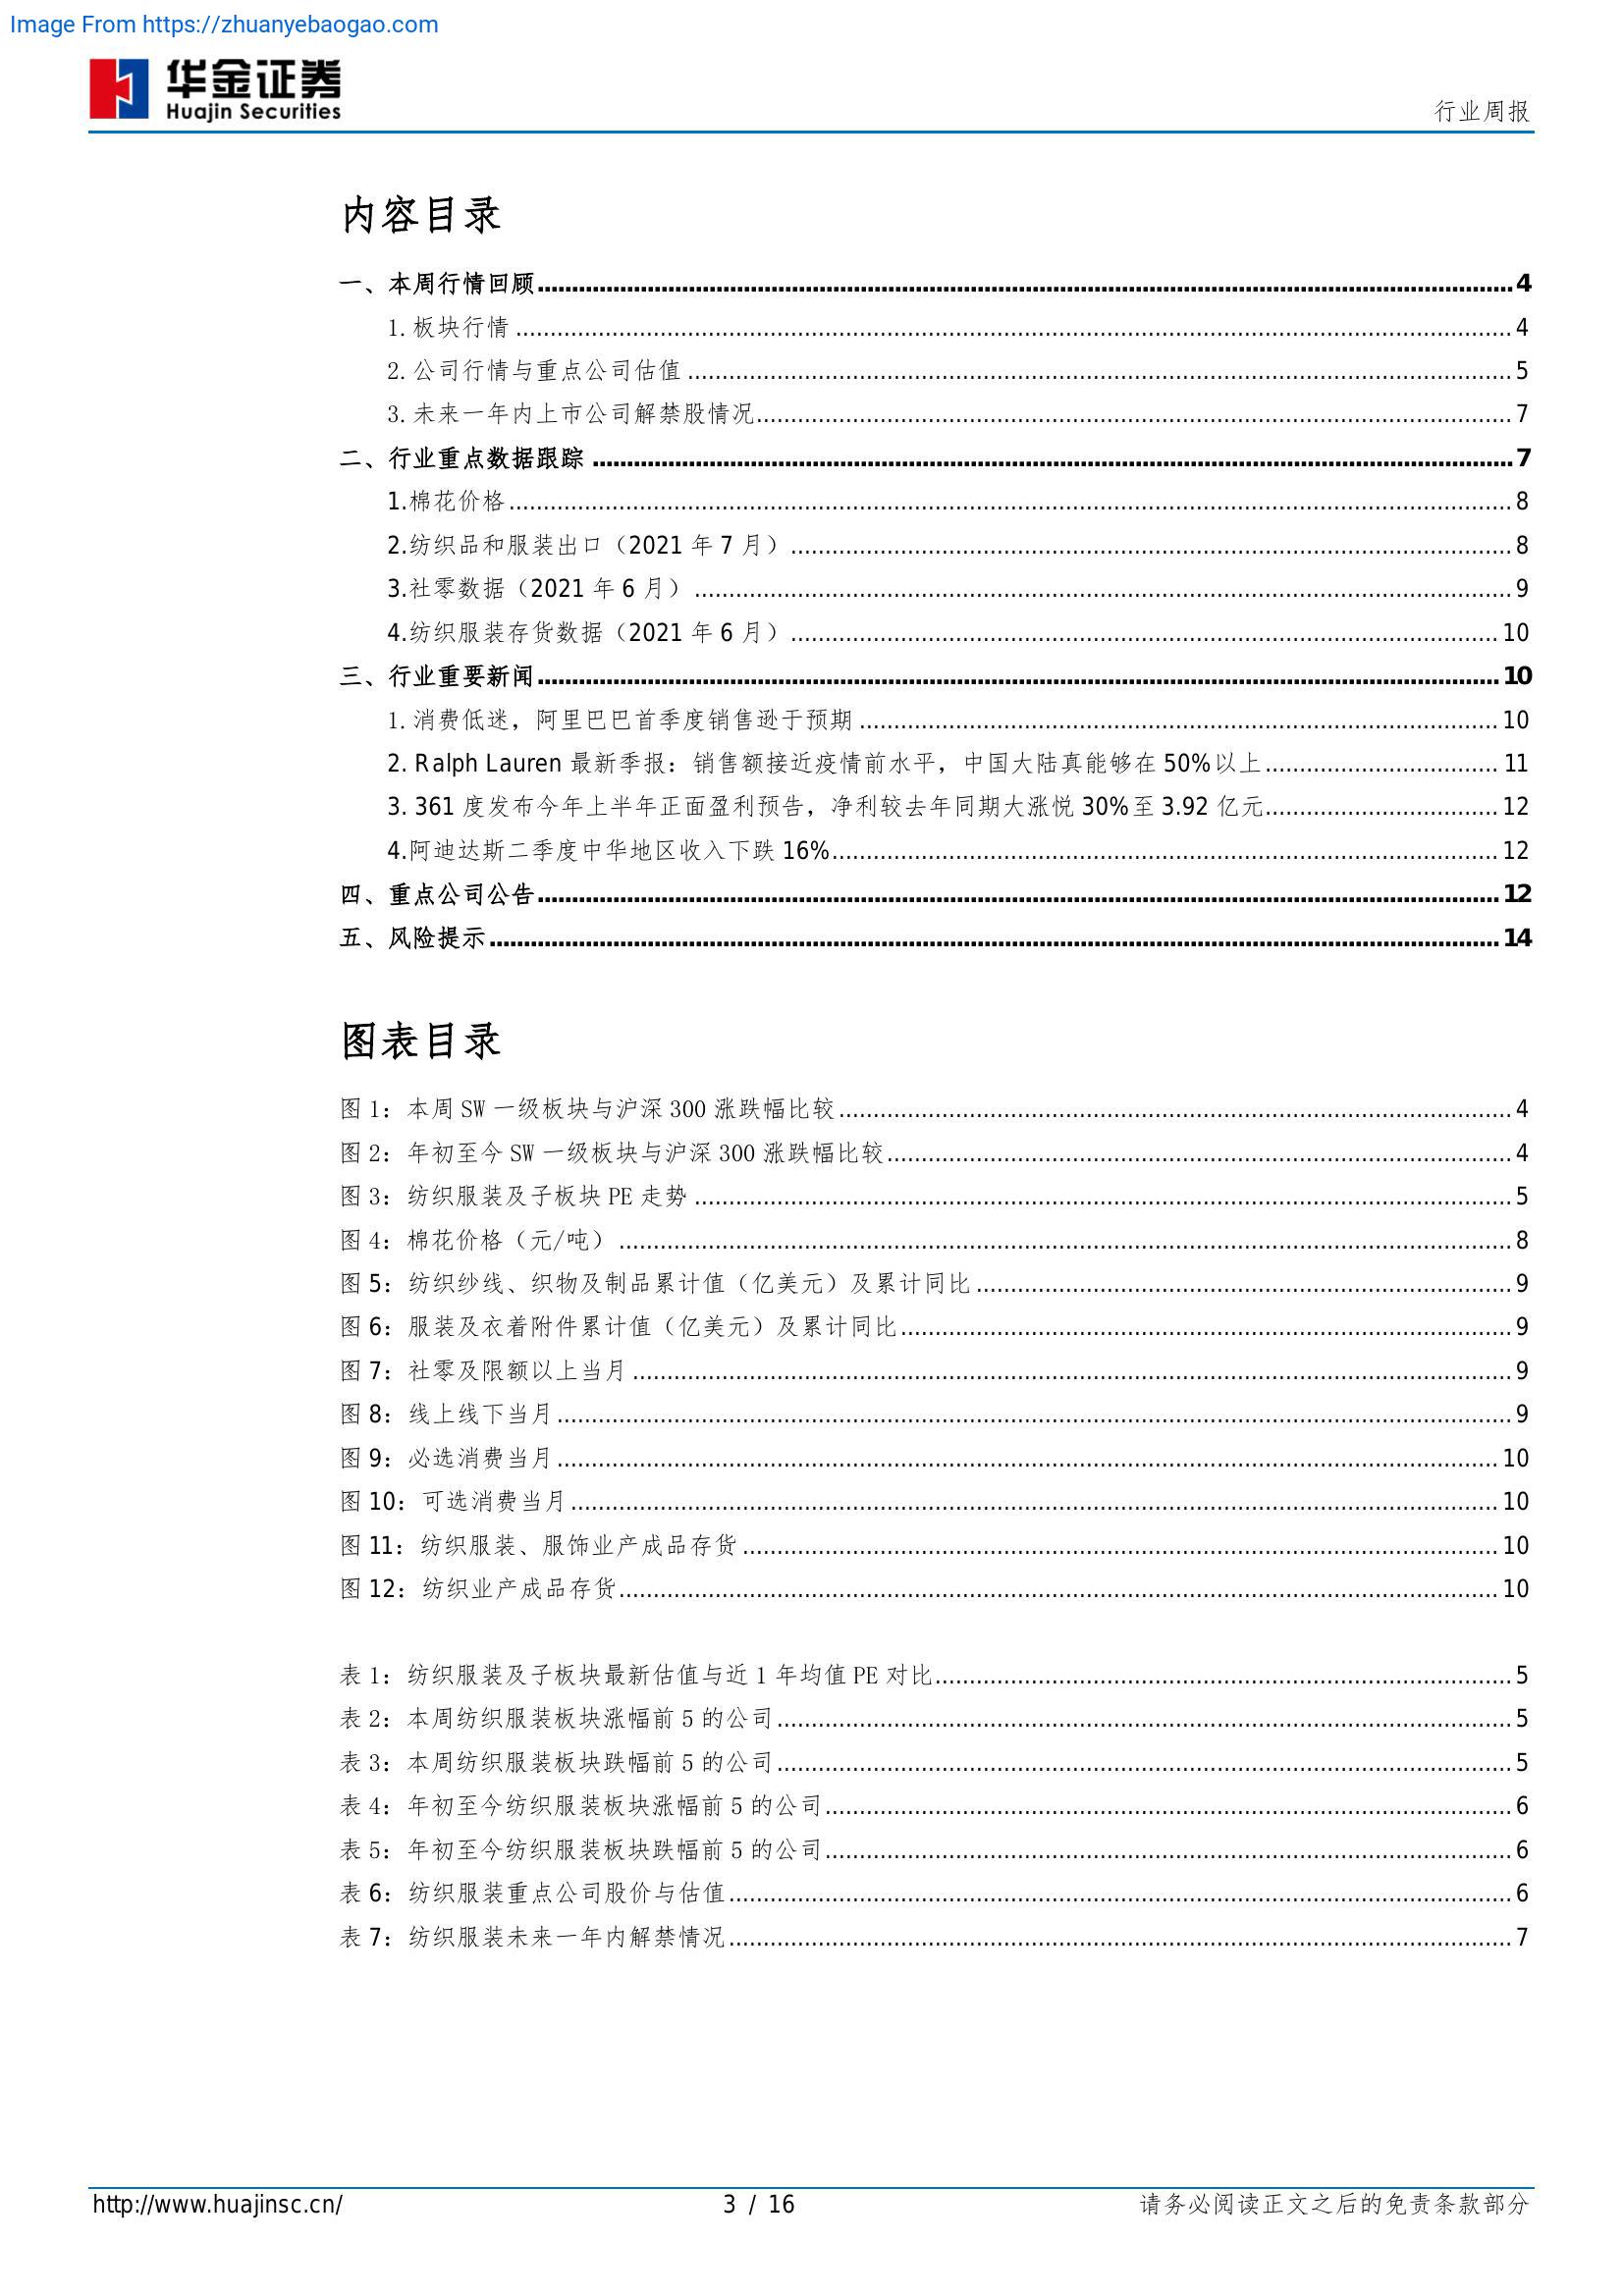 Image From https://zhuanyebaogao.com
华金证券
Huajin Securities
行业周报
内容目录
一、本周行情回顾 4
1. 板块行情 4
2. 公司行情与重点公司估值 5
3. 未来一年内上市公司解禁股情况 7
二、行业重点数据跟踪 7
1.棉花价格 8
2.纺织品和服装出口（2021 年 7 月） 8
3.社零数据（2021 年 6 月） 9
4.纺织服装存货数据（2021 年 6 月） 10
三、行业重要新闻 10
1. 消费低迷，阿里巴巴首季度销售逊于预期 10
2. Ralph Lauren 最新季报：销售额接近疫情前水平，中国大陆真能够在 50%以上 11
3. 361 度发布今年上半年正面盈利预告，净利较去年同期大涨悦 30%至 3.92 亿元 12
4.阿迪达斯二季度中华地区收入下跌 16% 12
四、重点公司公告 12
五、风险提示 14
图表目录
图 1：本周 SW 一级板块与沪深 300 涨跌幅比较 4
图 2：年初至今 SW 一级板块与沪深 300 涨跌幅比较 4
图 3：纺织服装及子板块 PE 走势 5
图 4：棉花价格（元/吨） 8
图 5：纺织纱线、织物及制品累计值（亿美元）及累计同比 9
图 6：服装及衣着附件累计值（亿美元）及累计同比 9
图 7：社零及限额以上当月 9
图 8：线上线下当月 9
图 9：必选消费当月 10
图 10：可选消费当月 10
图 11：纺织服装、服饰业产成品存货 10
图 12：纺织业产成品存货 10
表 1：纺织服装及子板块最新估值与近 1 年均值 PE 对比 5
表 2：本周纺织服装板块涨幅前 5 的公司 5
表 3：本周纺织服装板块跌幅前 5 的公司 5
表 4：年初至今纺织服装板块涨幅前 5 的公司 6
表 5：年初至今纺织服装板块跌幅前 5 的公司 6
表 6：纺织服装重点公司股价与估值 6
表 7：纺织服装未来一年内解禁情况 7
http://www.huajinsc.cn/
3 / 16
请务必阅读正文之后的免责条款部分